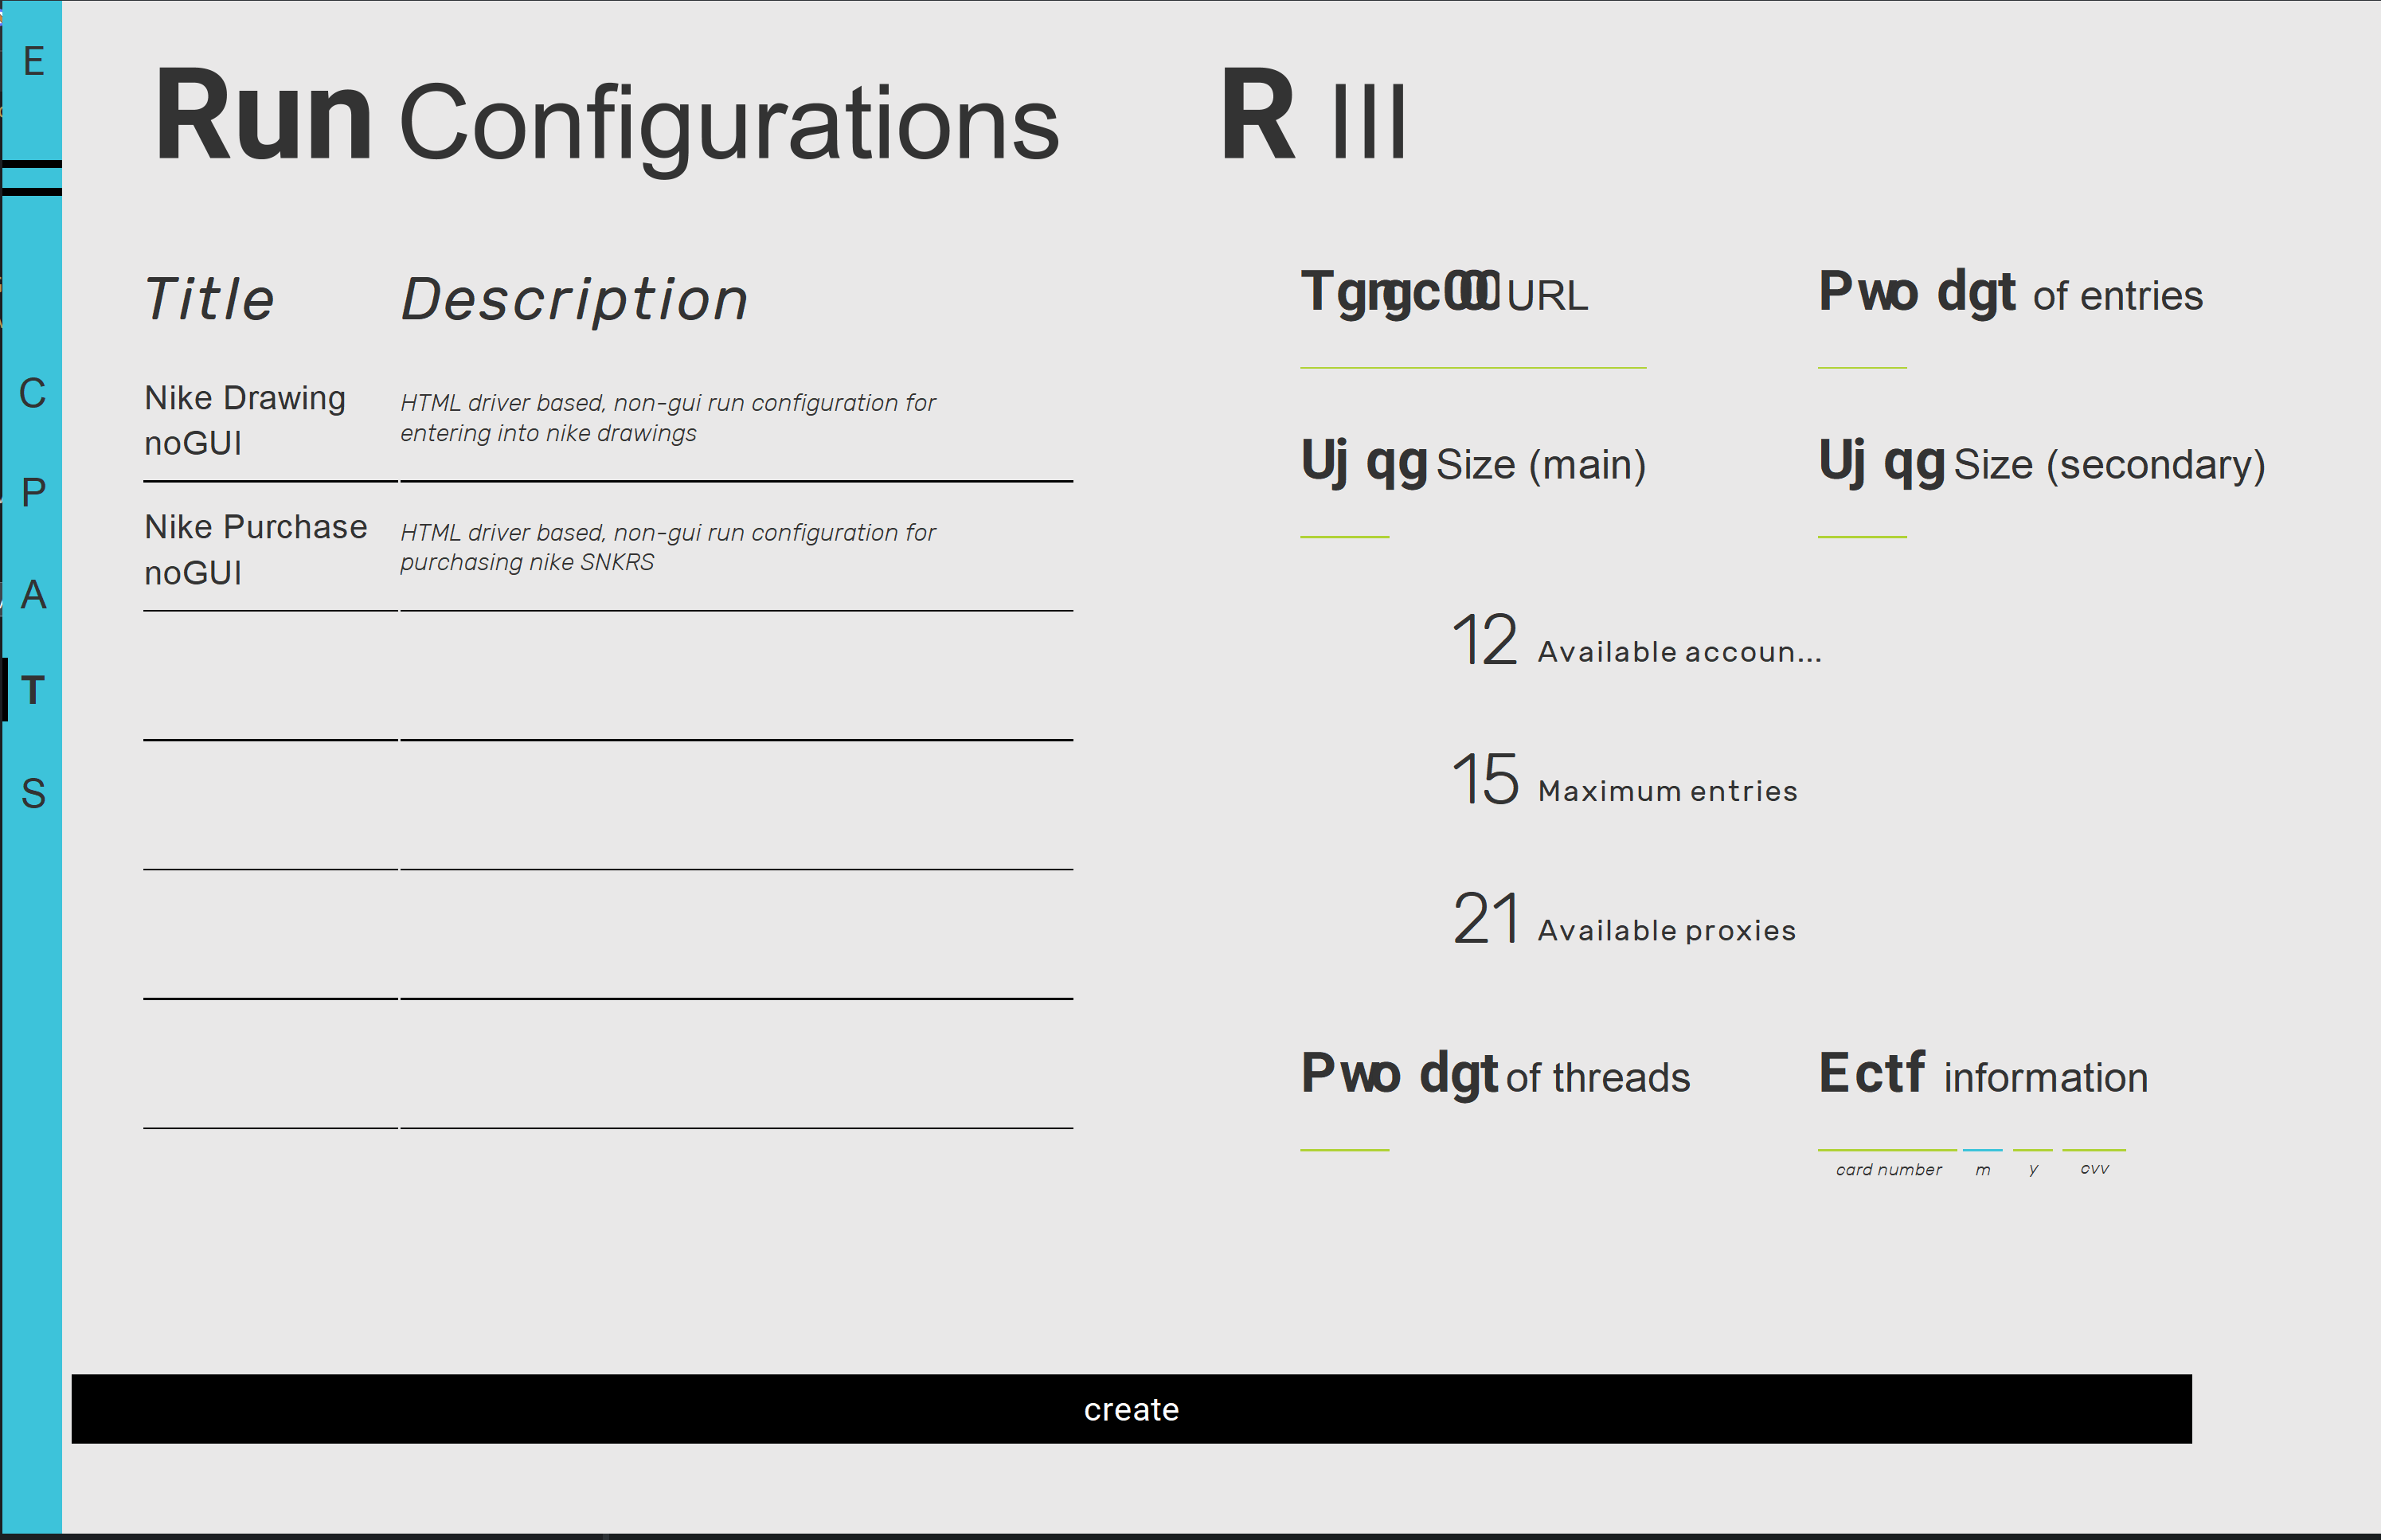 E
C
P
A
T
S
Run Configurations
Title Description
Nike Drawing
noGUI
HTML driver based, non-gui run configuration for
entering into nike drawings
Nike Purchase
noGUI
HTML driver based, non-gui run configuration for
purchasing nike SNKRS
R III
URL
Pwo dgt of entries
Uj qg Size (main)
Uj qg Size (secondary)
12 Available accoun...
15 Maximum entries
21 Available proxies
Pwo dgt of threads
Ectf information
card number m y cvv
create